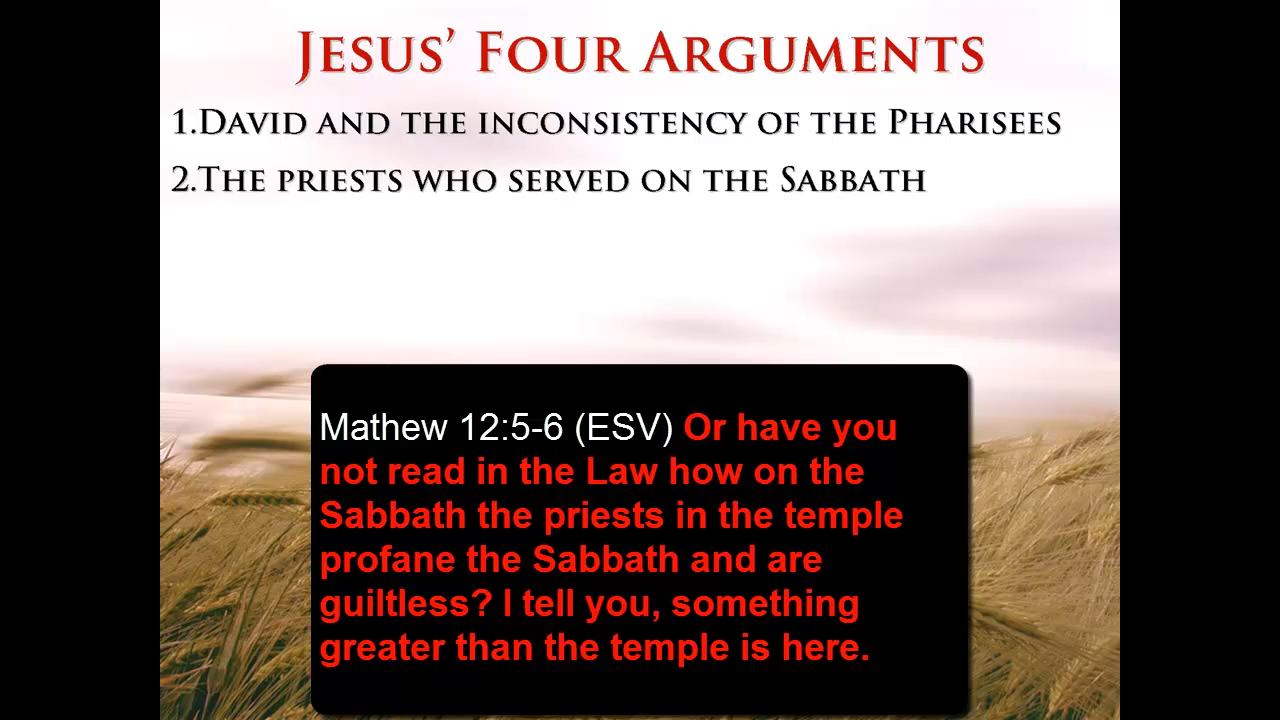 Jesus’ Four Arguments
1.David and the inconsistency of the Pharisees
2.The priests who served on the Sabbath
Mathew 12:5-6 (ESV) Or have you
not read in the Law how on the
Sabbath the priests in the temple
profane the Sabbath and are
guiltless? I tell you, something
greater than the temple is here.